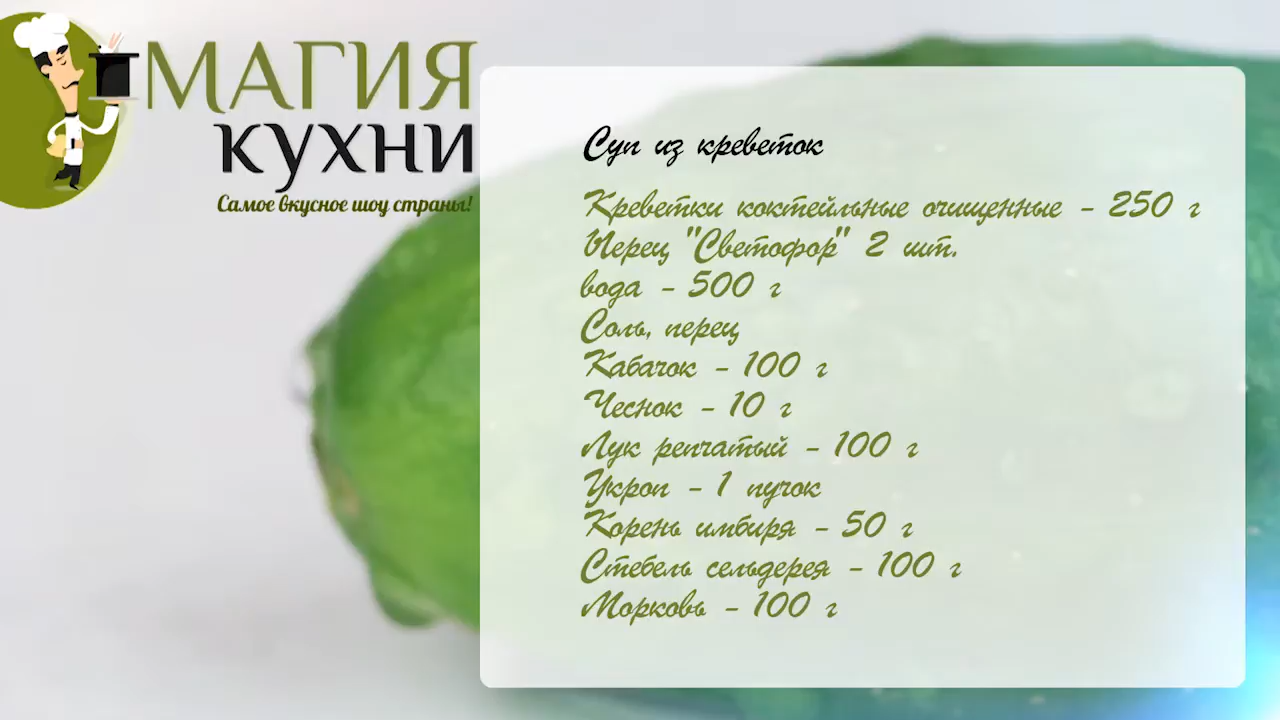 МАГИЯ
КУХНИ
Самое вкусное шоу страны!
Суп из креветок
Креветки коктейльные очищенные - 250 г
Перец "Светофор" 2 шт.
вода - 500 г
Соль, перец
Кабачок - 100 г
Чеснок - 10 г
Лук репчатый - 100 г
Укроп - 1 пучок
Корень имбиря - 50 г
Стебель сельдерея - 100 г
Морковь - 100 г